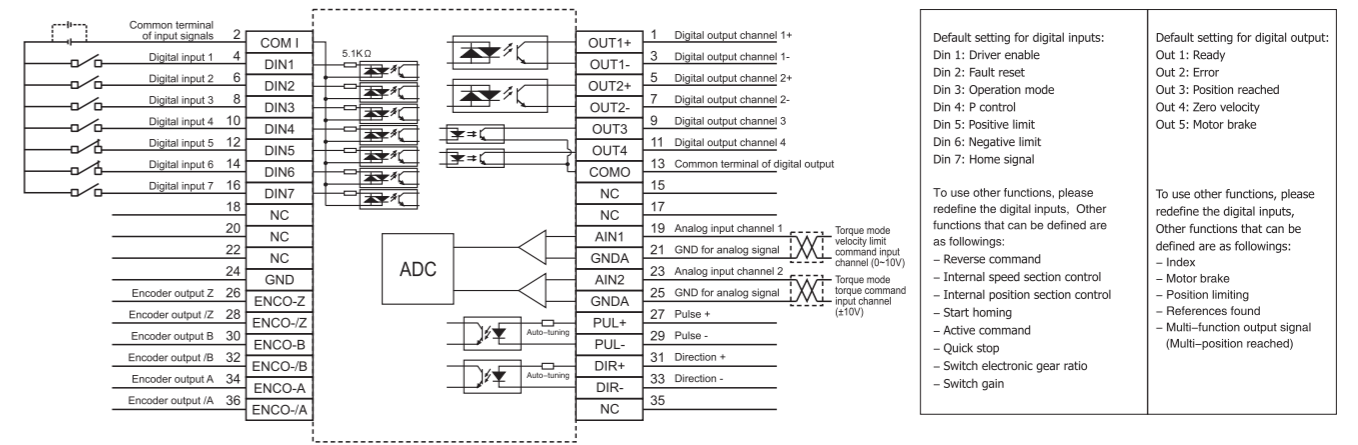 Common terminal
of input signals
2
COM I
Digital input 1
4
DIN1
Digital input 2
6
DIN2
Digital input 3
8
DIN3
Digital input 4
10
DIN4
Digital input 5
12
DIN5
Digital input 6
14
DIN6
Digital input 7
16
DIN7
18
NC
20
NC
22
NC
24
GND
Encoder output Z
26
ENCO-Z
Encoder output /Z
28
ENCO-/Z
Encoder output B
30
ENCO-B
Encoder output /B
32
ENCO-/B
Encoder output A
34
ENCO-A
Encoder output /A
36
ENCO-/A
5.1KΩ
ADC
Auto-tuning
Auto-tuning
OUT1+
1
Digital output channel 1+
OUT1-
3
Digital output channel 1-
OUT2+
5
Digital output channel 2+
OUT2-
7
Digital output channel 2-
OUT3
9
Digital output channel 3
OUT4
11
Digital output channel 4
COMO
13
Common terminal of digital output
NC
15
NC
17
AIN1
19
Analog input channel 1
GNDA
21
GND for analog signal
AIN2
23
Analog input channel 2
GNDA
25
GND for analog signal
PUL+
27
Pulse +
PUL-
29
Pulse -
DIR+
31
Direction +
DIR-
33
Direction -
NC
35
Torque mode
velocity limit
command input
channel (0~10V)
Torque mode
torque command
input channel
(±10V)
Default setting for digital inputs:
Din 1: Driver enable
Din 2: Fault reset
Din 3: Operation mode
Din 4: P control
Din 5: Positive limit
Din 6: Negative limit
Din 7: Home signal
To use other functions, please
redefine the digital inputs, Other
functions that can be defined are
as followings:
– Reverse command
– Internal speed section control
– Internal position section control
– Start homing
– Active command
– Quick stop
– Switch electronic gear ratio
– Switch gain
Default setting for digital output:
Out 1: Ready
Out 2: Error
Out 3: Position reached
Out 4: Zero velocity
Out 5: Motor brake
To use other functions, please
redefine the digital inputs,
Other functions that can be
defined are as followings:
– Index
– Motor brake
– Position limiting
– References found
– Multi-function output signal
(Multi-position reached)